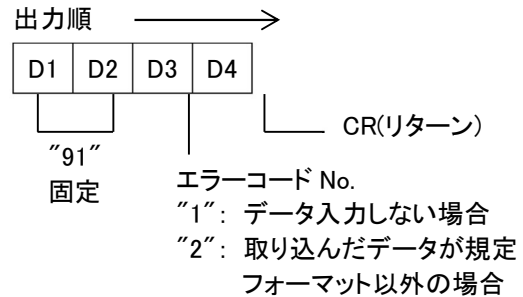 出力順
D1 D2 D3 D4
CR(リターン)
"91"
固定
エラーコード No.
"1": データ入力しない場合
"2": 取り込んだデータが規定
フォーマット以外の場合